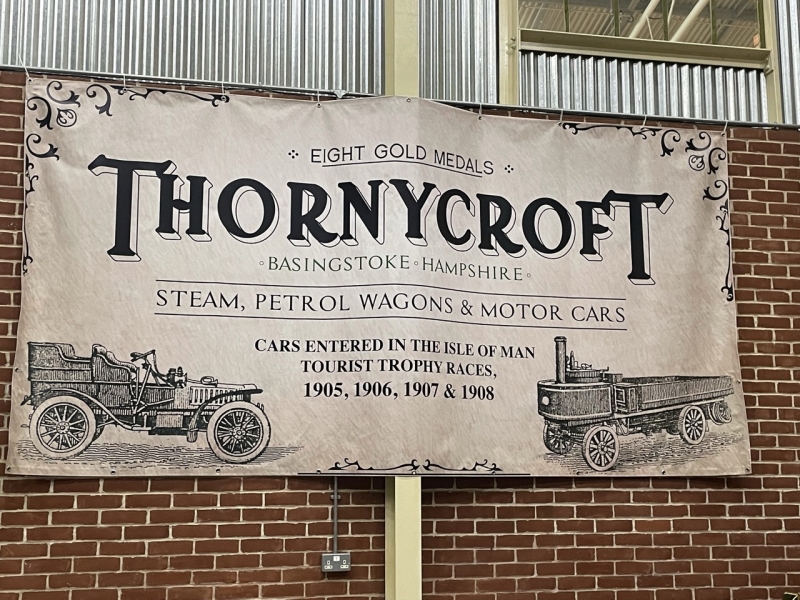 EIGHT GOLD MEDALS
THORNYCROFT
BASINGSTOKE HAMPSHIRE
STEAM, PETROL WAGONS & MOTOR CARS
CARS ENTERED IN THE ISLE OF MAN
TOURIST TROPHY RACES,
1905, 1906, 1907 & 1908